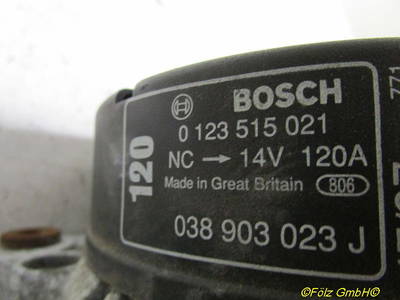 BOSCH
0 123 515 021
NC → 14V 120A
Made in Great Britain 806
038 903 023 J
120
771
©Fölz GmbH©